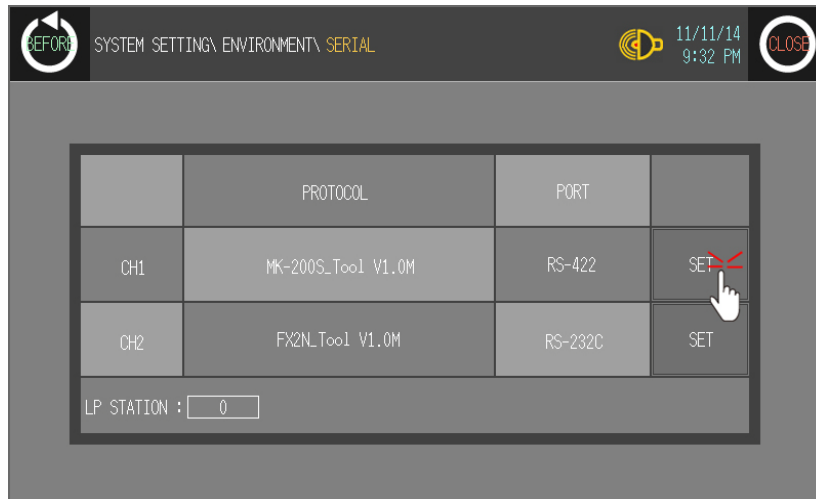 BEFORE
SYSTEM SETTING\ ENVIRONMENT\ SERIAL
11/11/14
9:32 PM
CLOSE
PROTOCOL PORT
CH1 MK-200S_Tool V1.0M RS-422 SET
CH2 FX2N_Tool V1.0M RS-232C SET
LP STATION : 0